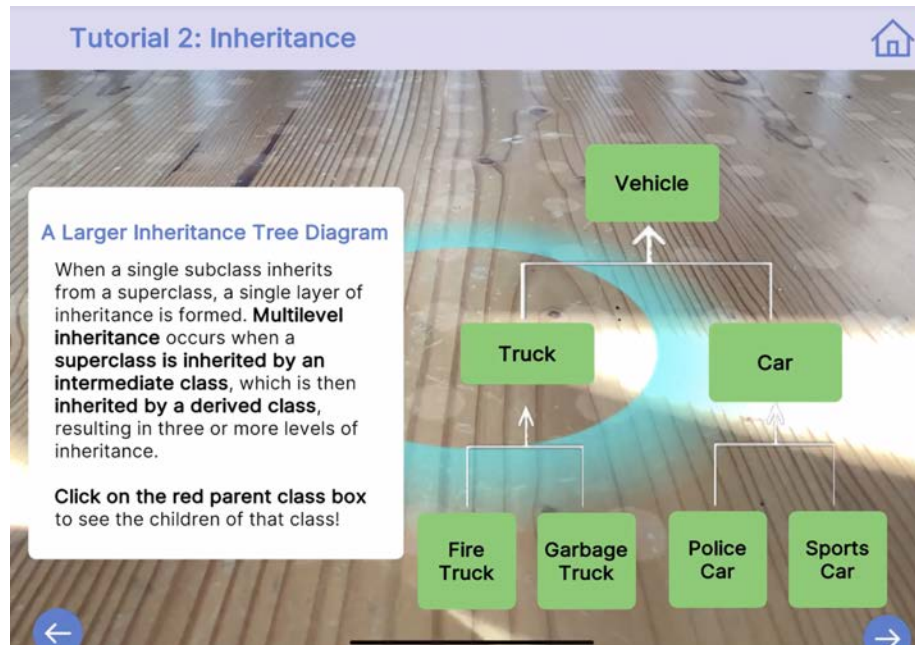 Tutorial 2: Inheritance
A Larger Inheritance Tree Diagram
When a single subclass inherits
from a superclass, a single layer of
inheritance is formed. Multilevel
inheritance occurs when a
superclass is inherited by an
intermediate class, which is then
inherited by a derived class,
resulting in three or more levels of
inheritance.
Click on the red parent class box
to see the children of that class!
Vehicle
Truck
Car
Fire
Truck
Garbage
Truck
Police
Car
Sports
Car